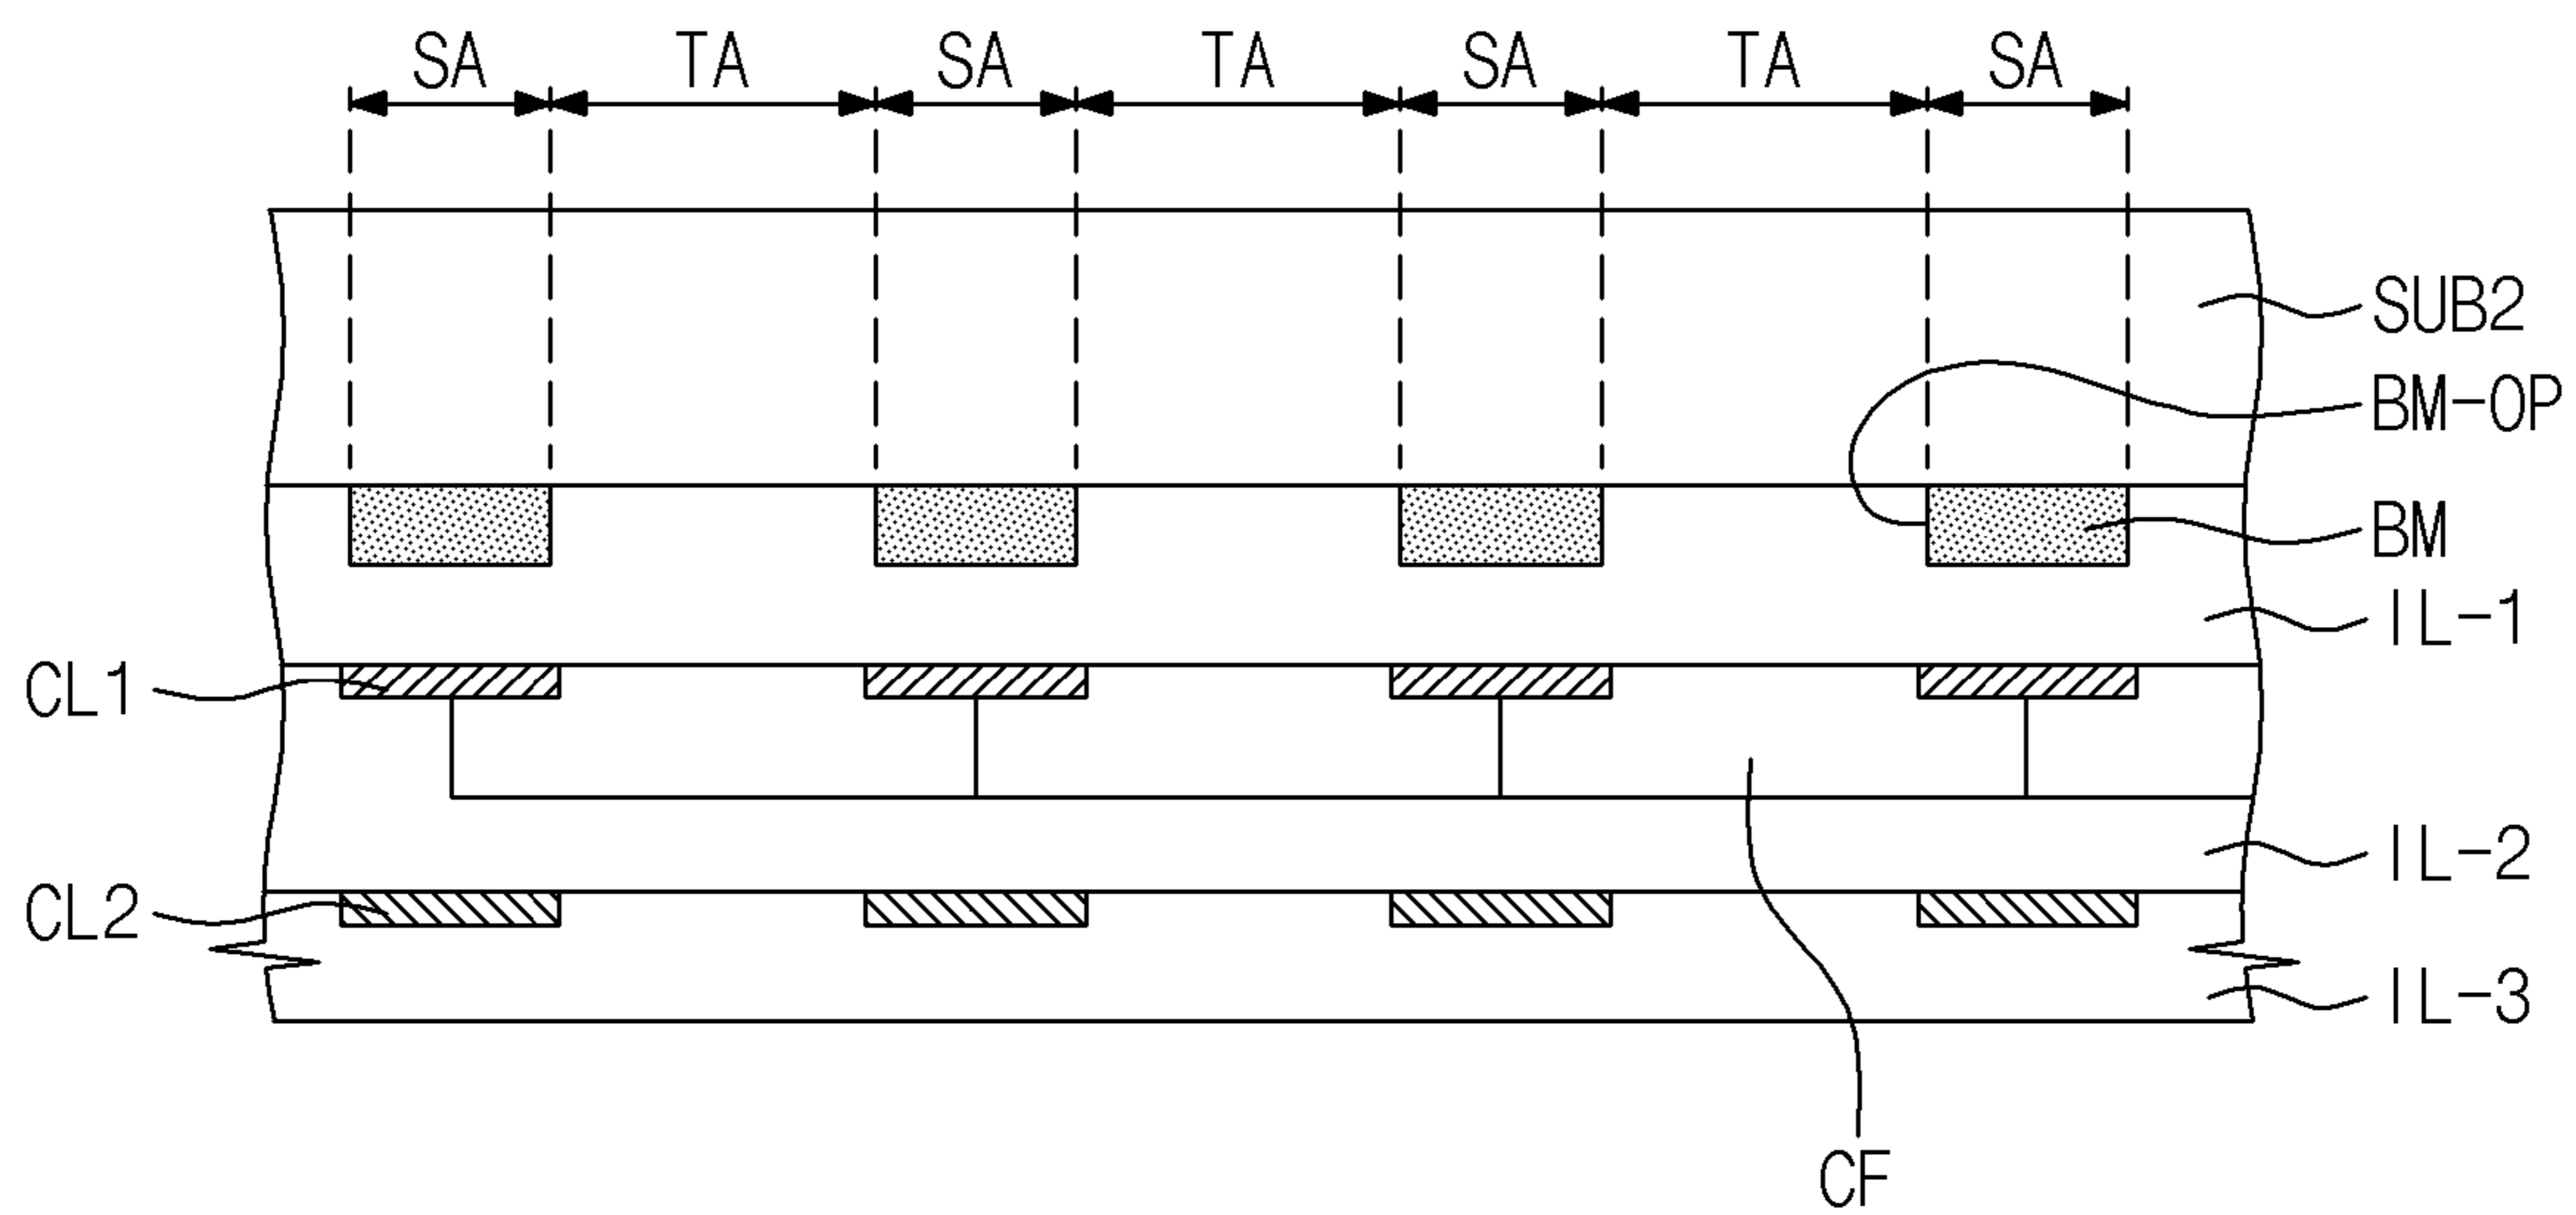 SA TA SA TA SA TA SA
SUB2
BM-OP
BM
IL-1
CL1
IL-2
CL2
IL-3
CF